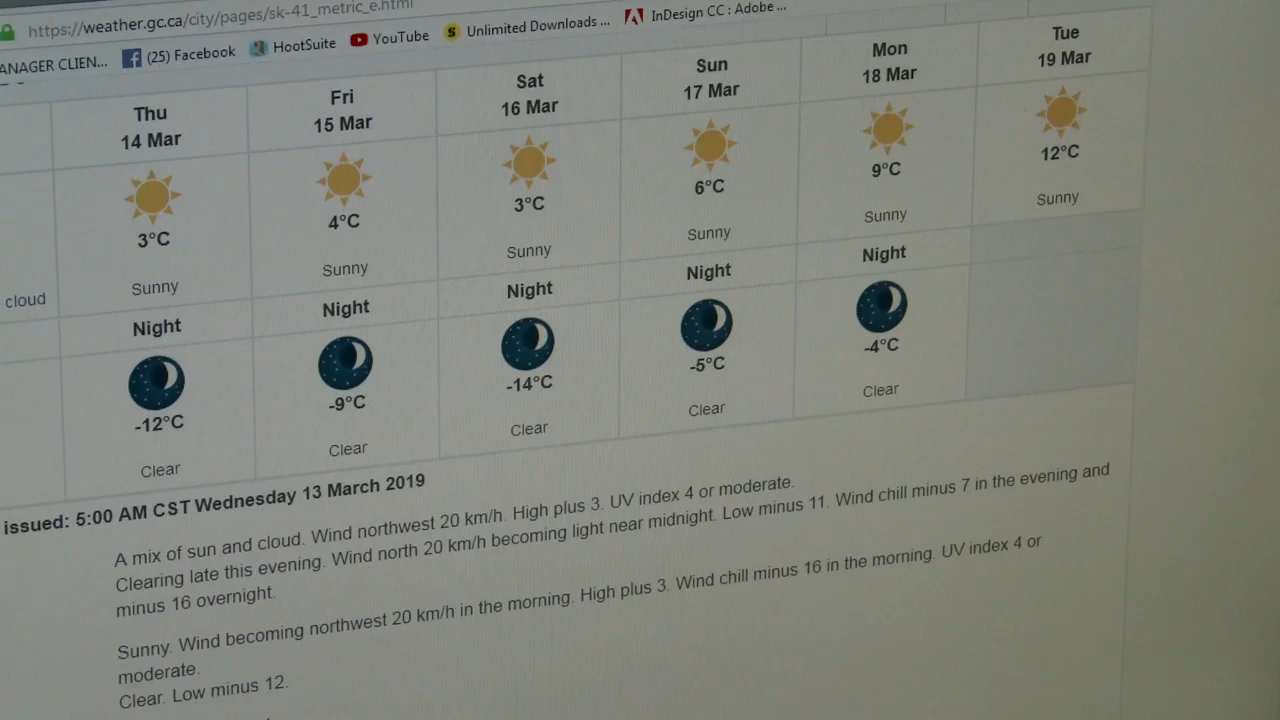 https://weather.gc.ca/city/pages/sk-41_metric_e.html
ANAGER CLIEN... (25) Facebook HootSuite YouTube Unlimited Downloads ... InDesign CC : Adobe ...
Thu Fri Sat Sun Mon Tue
14 Mar 15 Mar 16 Mar 17 Mar 18 Mar 19 Mar
3°C 4°C 3°C 6°C 9°C 12°C
cloud Sunny Sunny Sunny Sunny Sunny Sunny
Night Night Night Night Night
-12°C -9°C -14°C -5°C -4°C
Clear Clear Clear Clear Clear
issued: 5:00 AM CST Wednesday 13 March 2019
A mix of sun and cloud. Wind northwest 20 km/h. High plus 3. UV index 4 or moderate.
Clearing late this evening. Wind north 20 km/h becoming light near midnight. Low minus 11. Wind chill minus 7 in the evening and
minus 16 overnight.
Sunny. Wind becoming northwest 20 km/h in the morning. High plus 3. Wind chill minus 16 in the morning. UV index 4 or
moderate.
Clear. Low minus 12.